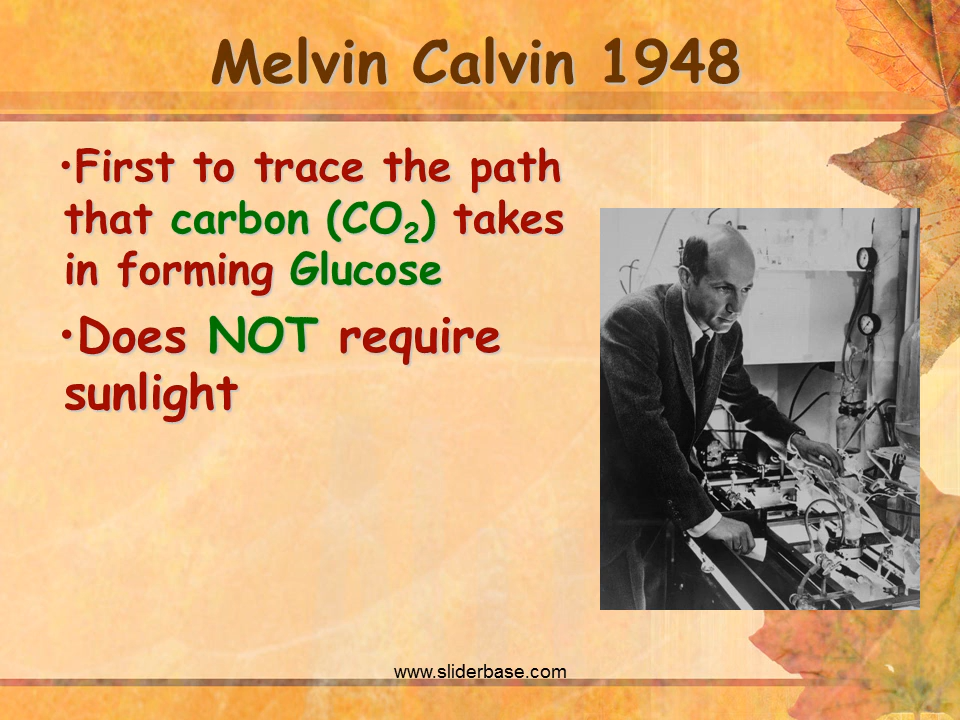 Melvin Calvin 1948
•First to trace the path
that carbon (CO₂) takes
in forming Glucose
•Does NOT require
sunlight
www.sliderbase.com